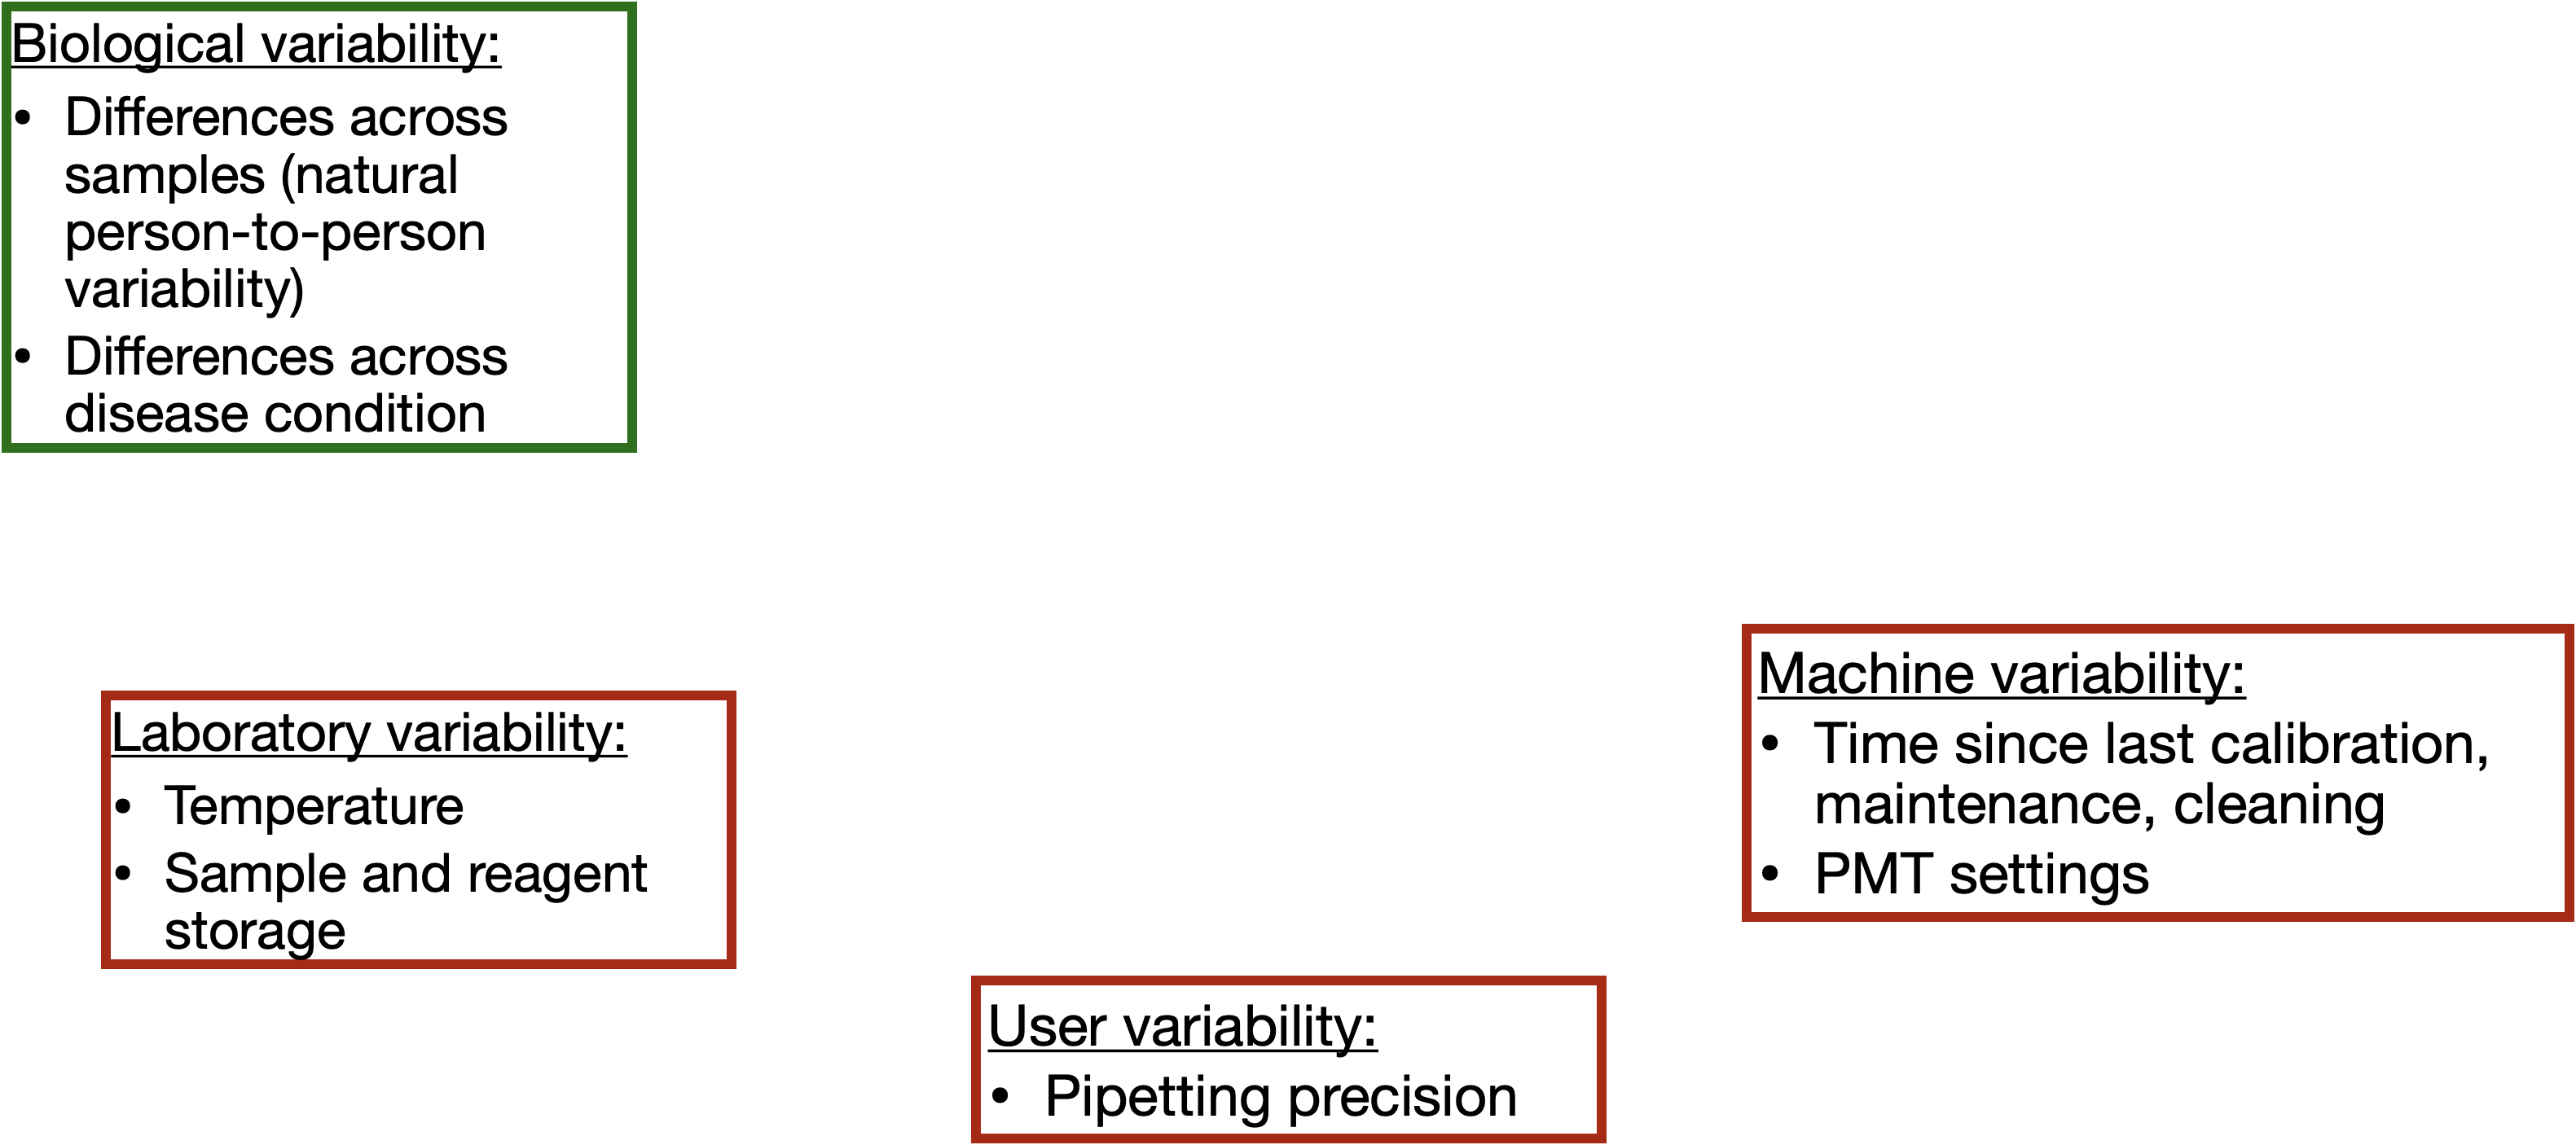 Biological variability:
• Differences across
samples (natural
person-to-person
variability)
• Differences across
disease condition
Laboratory variability:
• Temperature
• Sample and reagent
storage
User variability:
• Pipetting precision
Machine variability:
• Time since last calibration,
maintenance, cleaning
• PMT settings